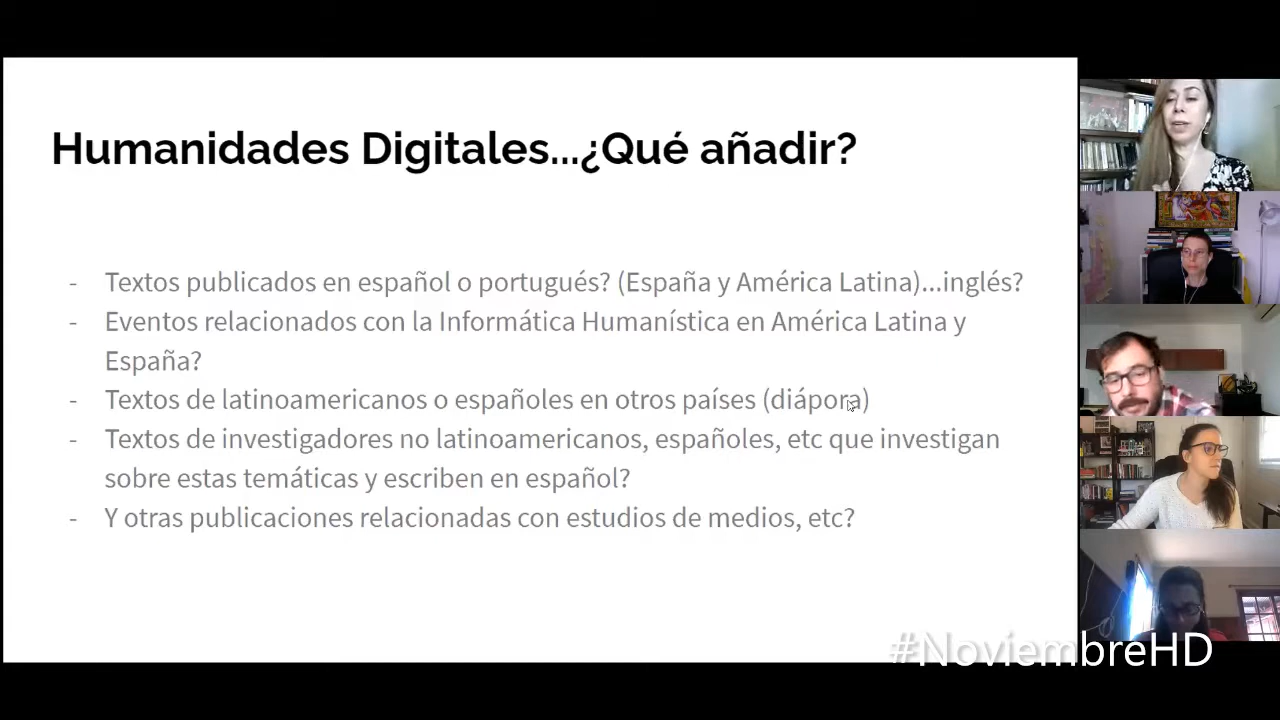 Humanidades Digitales...¿Qué añadir?
- Textos publicados en español o portugués? (España y América Latina)...inglés?
- Eventos relacionados con la Informática Humanística en América Latina y
España?
- Textos de latinoamericanos o españoles en otros países (diápora)
- Textos de investigadores no latinoamericanos, españoles, etc que investigan
sobre estas temáticas y escriben en español?
- Y otras publicaciones relacionadas con estudios de medios, etc?
#NoviembreHD